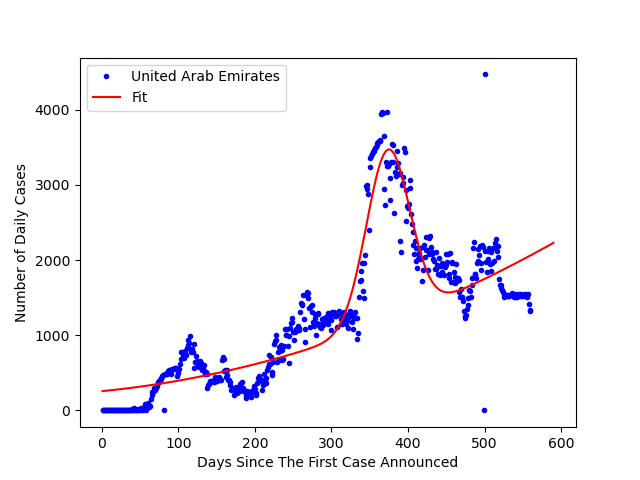 United Arab Emirates
Fit
Number of Daily Cases
4000
3000
2000
1000
0
0 100 200 300 400 500 600
Days Since The First Case Announced